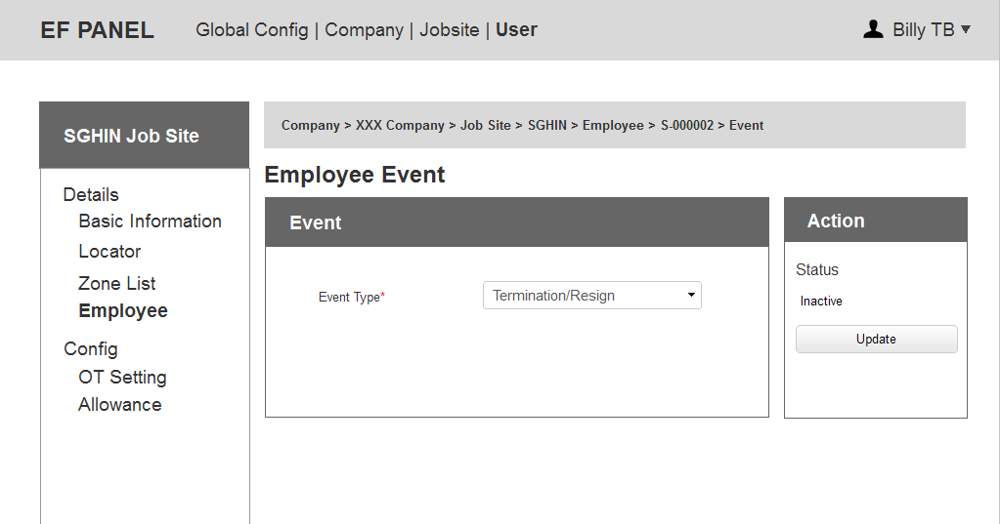 EF PANEL Global Config | Company | Jobsite | User Billy TB
SGHIN Job Site
Details
Basic Information
Locator
Zone List
Employee
Config
OT Setting
Allowance
Company > XXX Company > Job Site > SGHIN > Employee > S-000002 > Event
Employee Event
Event
Event Type* Termination/Resign
Action
Status
Inactive
Update